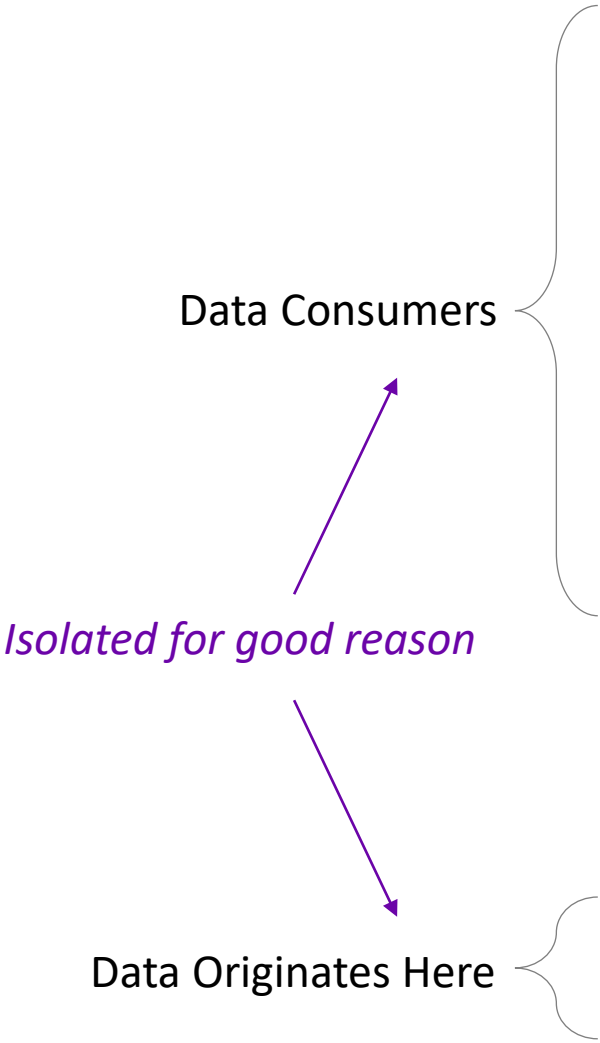 Data Consumers
Isolated for good reason
Data Originates Here